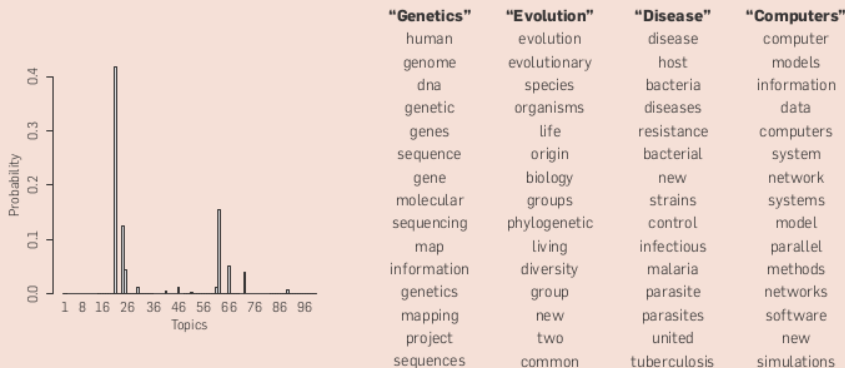 “Genetics” “Evolution” “Disease” “Computers”
human evolution disease computer
genome evolutionary host models
dna species bacteria information
genetic organisms diseases data
genes life resistance computers
sequence origin bacterial system
gene biology new network
molecular groups strains systems
sequencing phylogenetic control model
map living infectious parallel
information diversity malaria methods
genetics group parasite networks
mapping new parasites software
project two united new
sequences common tuberculosis simulations
Probability
0.4
0.3
0.2
0.1
0.0
1 8 16 26 36 46 56 66 76 86 96
Topics